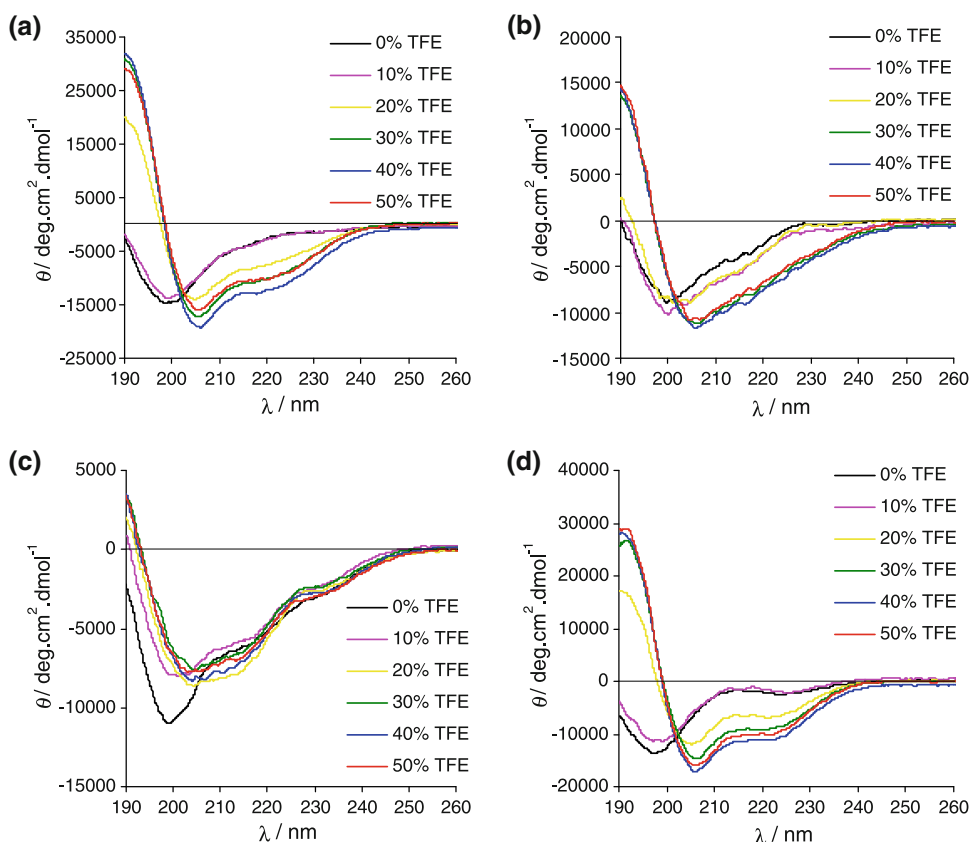 (a)
35000
25000
15000
5000
-5000
-15000
-25000
θ/ deg.cm².dmol⁻¹
190 200 210 220 230 240 250 260
λ / nm
0% TFE
10% TFE
20% TFE
30% TFE
40% TFE
50% TFE
(b)
20000
15000
10000
5000
0
-5000
-10000
-15000
θ/ deg.cm².dmol⁻¹
190 200 210 220 230 240 250 260
λ / nm
0% TFE
10% TFE
20% TFE
30% TFE
40% TFE
50% TFE
(c)
5000
0
-5000
-10000
-15000
θ/ deg.cm².dmol⁻¹
190 200 210 220 230 240 250 260
λ / nm
0% TFE
10% TFE
20% TFE
30% TFE
40% TFE
50% TFE
(d)
40000
30000
20000
10000
0
-10000
-20000
θ/ deg.cm².dmol⁻¹
190 200 210 220 230 240 250 260
λ / nm
0% TFE
10% TFE
20% TFE
30% TFE
40% TFE
50% TFE